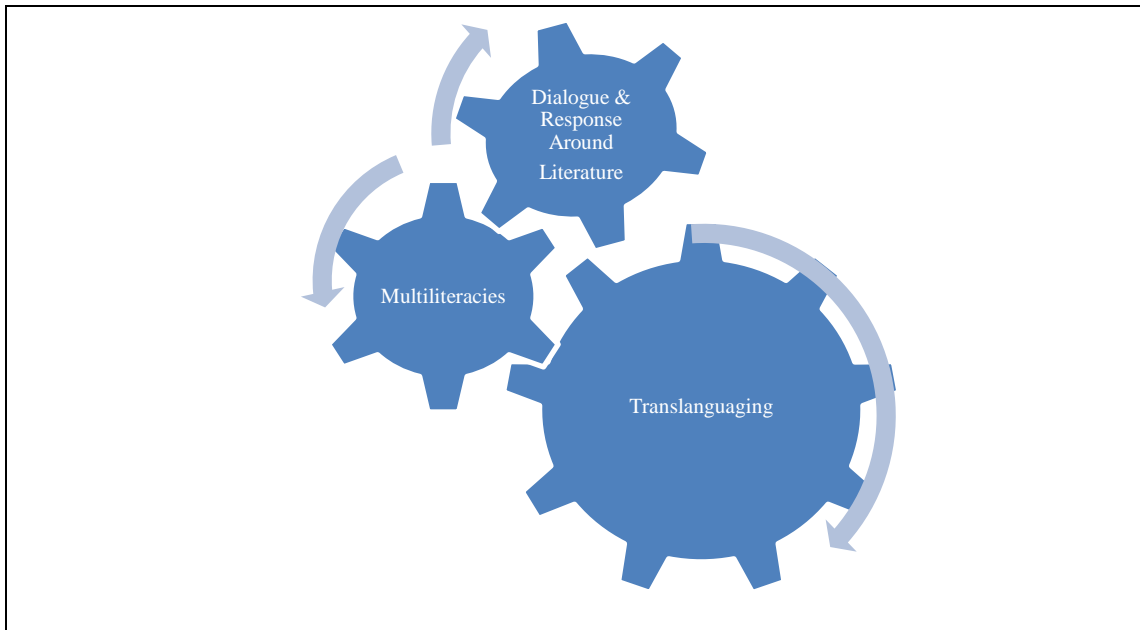 Dialogue &
Response
Around
Literature
Multiliteracies
Translanguaging